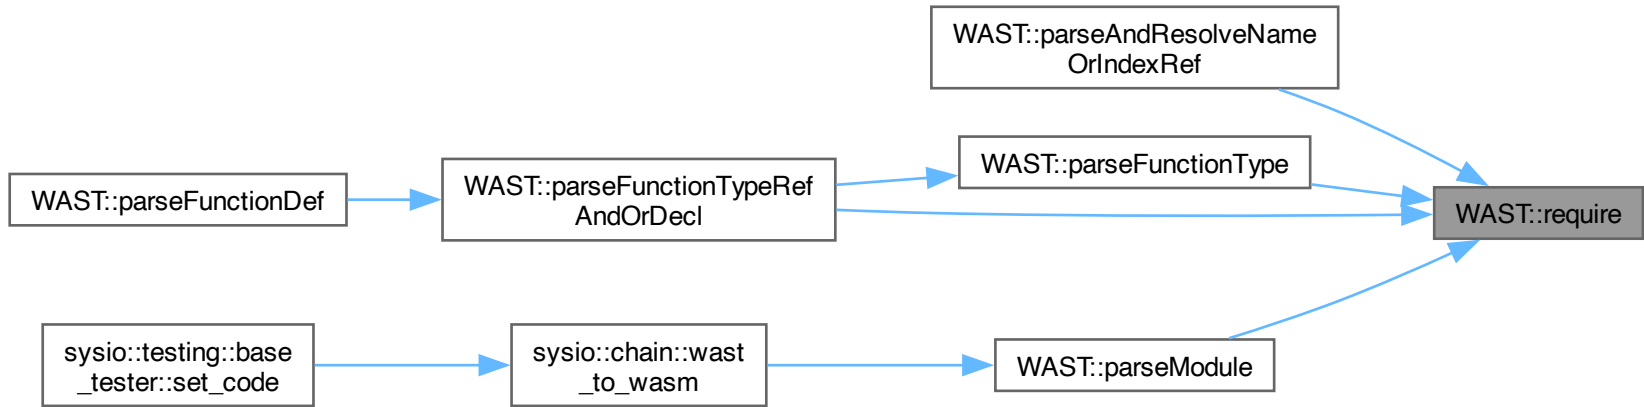 WAST::parseAndResolveName
OrIndexRef
WAST::parseFunctionType
WAST::parseFunctionTypeRef
AndOrDecl
WAST::parseFunctionDef
WAST::require
sysio::testing::base
_tester::set_code
sysio::chain::wast
_to_wasm
WAST::parseModule